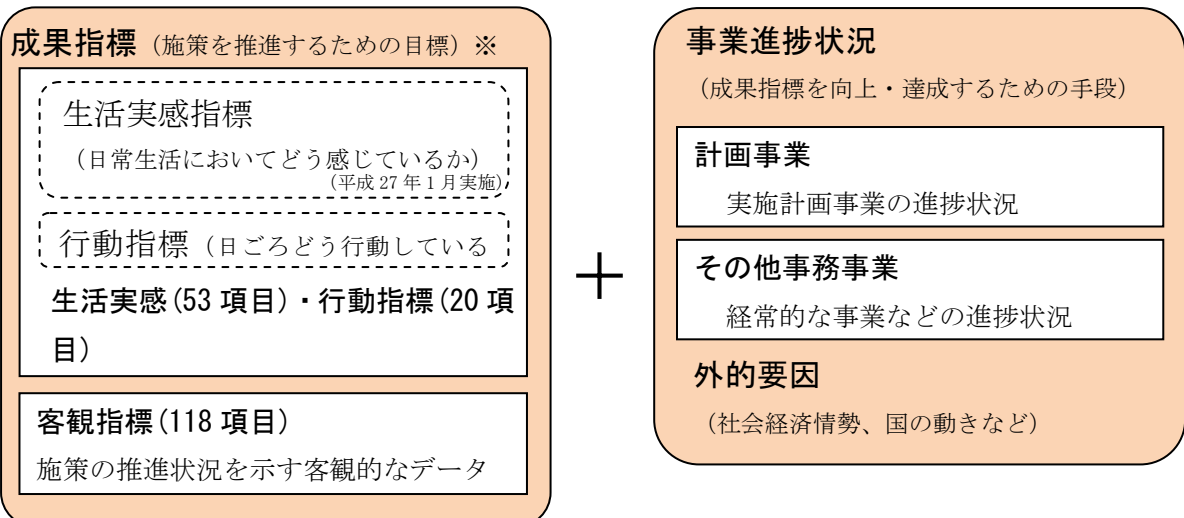 成果指標（施策を推進するための目標）※
生活実感指標
（日常生活においてどう感じているか）
（平成27年1月実施）
行動指標（日ごろどう行動している
生活実感(53項目)・行動指標(20項
目)
客観指標(118項目)
施策の推進状況を示す客観的なデータ
＋
事業進捗状況
（成果指標を向上・達成するための手段）
計画事業
実施計画事業の進捗状況
その他事務事業
経常的な事業などの進捗状況
外的要因
（社会経済情勢、国の動きなど）